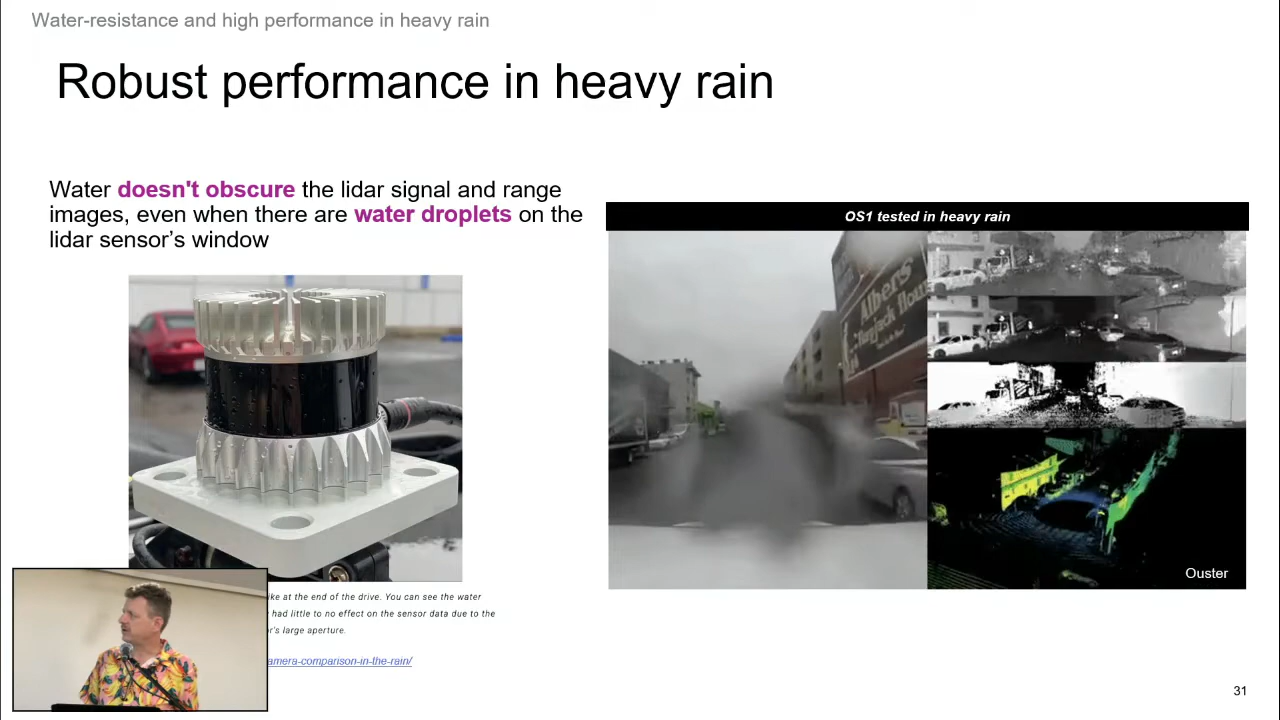 Water-resistance and high performance in heavy rain
Robust performance in heavy rain
Water doesn't obscure the lidar signal and range
images, even when there are water droplets on the
lidar sensor's window
OS1 tested in heavy rain
Albers
Flapjack Flour
Ouster
ike at the end of the drive. You can see the water
had little to no effect on the sensor data due to the
r's large aperture.
amera-comparison-in-the-rain/
31